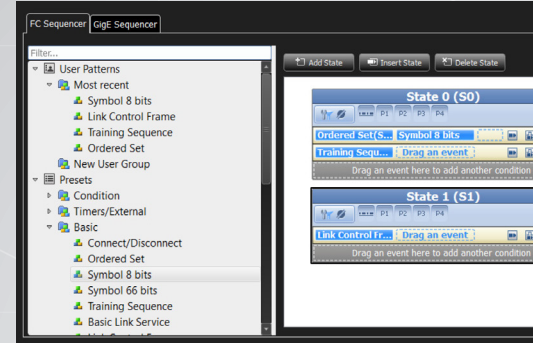 FC Sequencer GigE Sequencer
Filter...
User Patterns
Most recent
Symbol 8 bits
Link Control Frame
Training Sequence
Ordered Set
New User Group
Presets
Condition
Timers/External
Basic
Connect/Disconnect
Ordered Set
Symbol 8 bits
Symbol 66 bits
Training Sequence
Basic Link Service
Add State Insert State Delete State
State 0 (S0)
P1 P2 P3 P4
Ordered Set(S... Symbol 8 bits
Training Sequ... Drag an event
Drag an event here to add another condition
State 1 (S1)
P1 P2 P3 P4
Link Control Fr... Drag an event
Drag an event here to add another condition